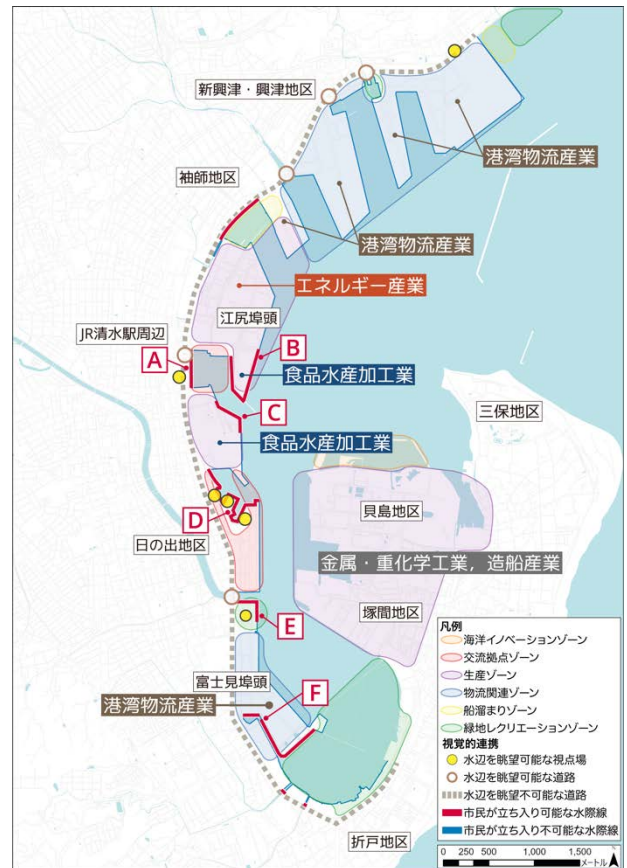 新興津・興津地区
港湾物流産業
袖師地区
港湾物流産業
エネルギー産業
江尻埠頭
JR清水駅周辺
A
B
食品水産加工業
C
三保地区
食品水産加工業
貝島地区
D
日の出地区
金属・重化学工業，造船産業
塚間地区
E
富士見埠頭
港湾物流産業
F
折戸地区
凡例
海洋イノベーションゾーン
交流拠点ゾーン
生産ゾーン
物流関連ゾーン
船溜まりゾーン
緑地レクリエーションゾーン
視覚的連携
水辺を眺望可能な視点場
水辺を眺望可能な道路
水辺を眺望不可能な道路
市民が立ち入り可能な水際線
市民が立ち入り不可能な水際線
0 250 500 1,000 1,500
メートル